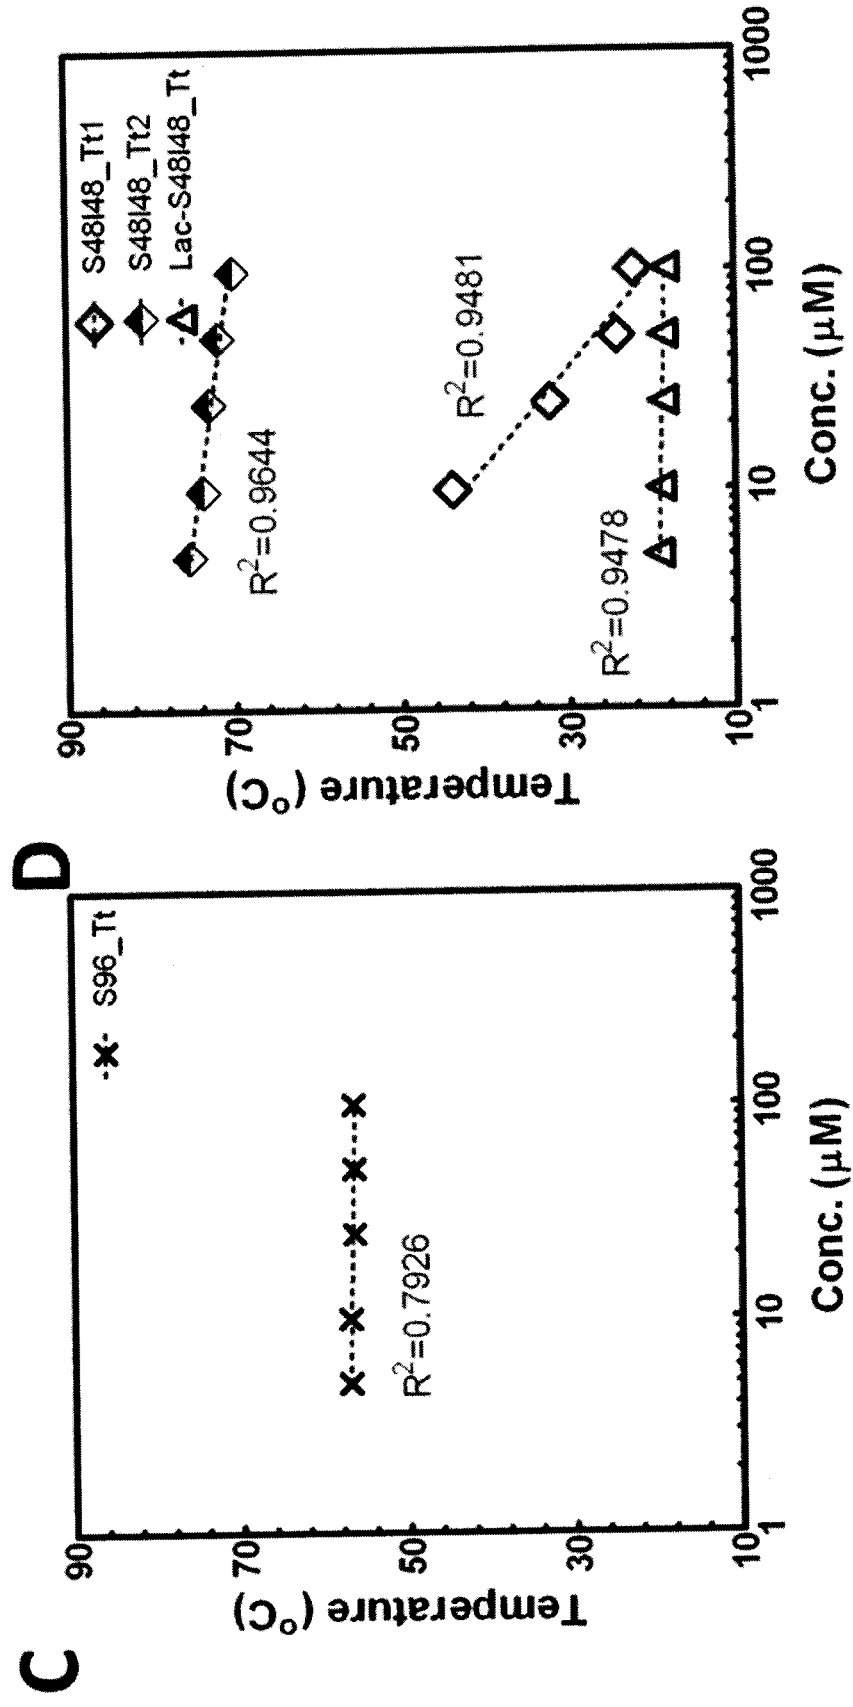 C
Temperature (°C)
90
70
50
30
10
1
10
100
1000
Conc. (μM)
S96_Tt
R²=0.7926
D
Temperature (°C)
90
70
50
30
10
1
10
100
1000
Conc. (μM)
S48I48_Tt1
S48I48_Tt2
Lac-S48I48_Tt
R²=0.9644
R²=0.9481
R²=0.9478